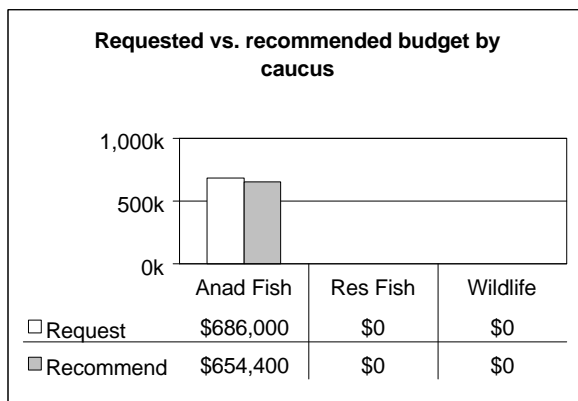 Requested vs. recommended budget by
caucus
1,000k
500k
0k
Anad Fish Res Fish Wildlife
Request $686,000 $0 $0
Recommend $654,400 $0 $0